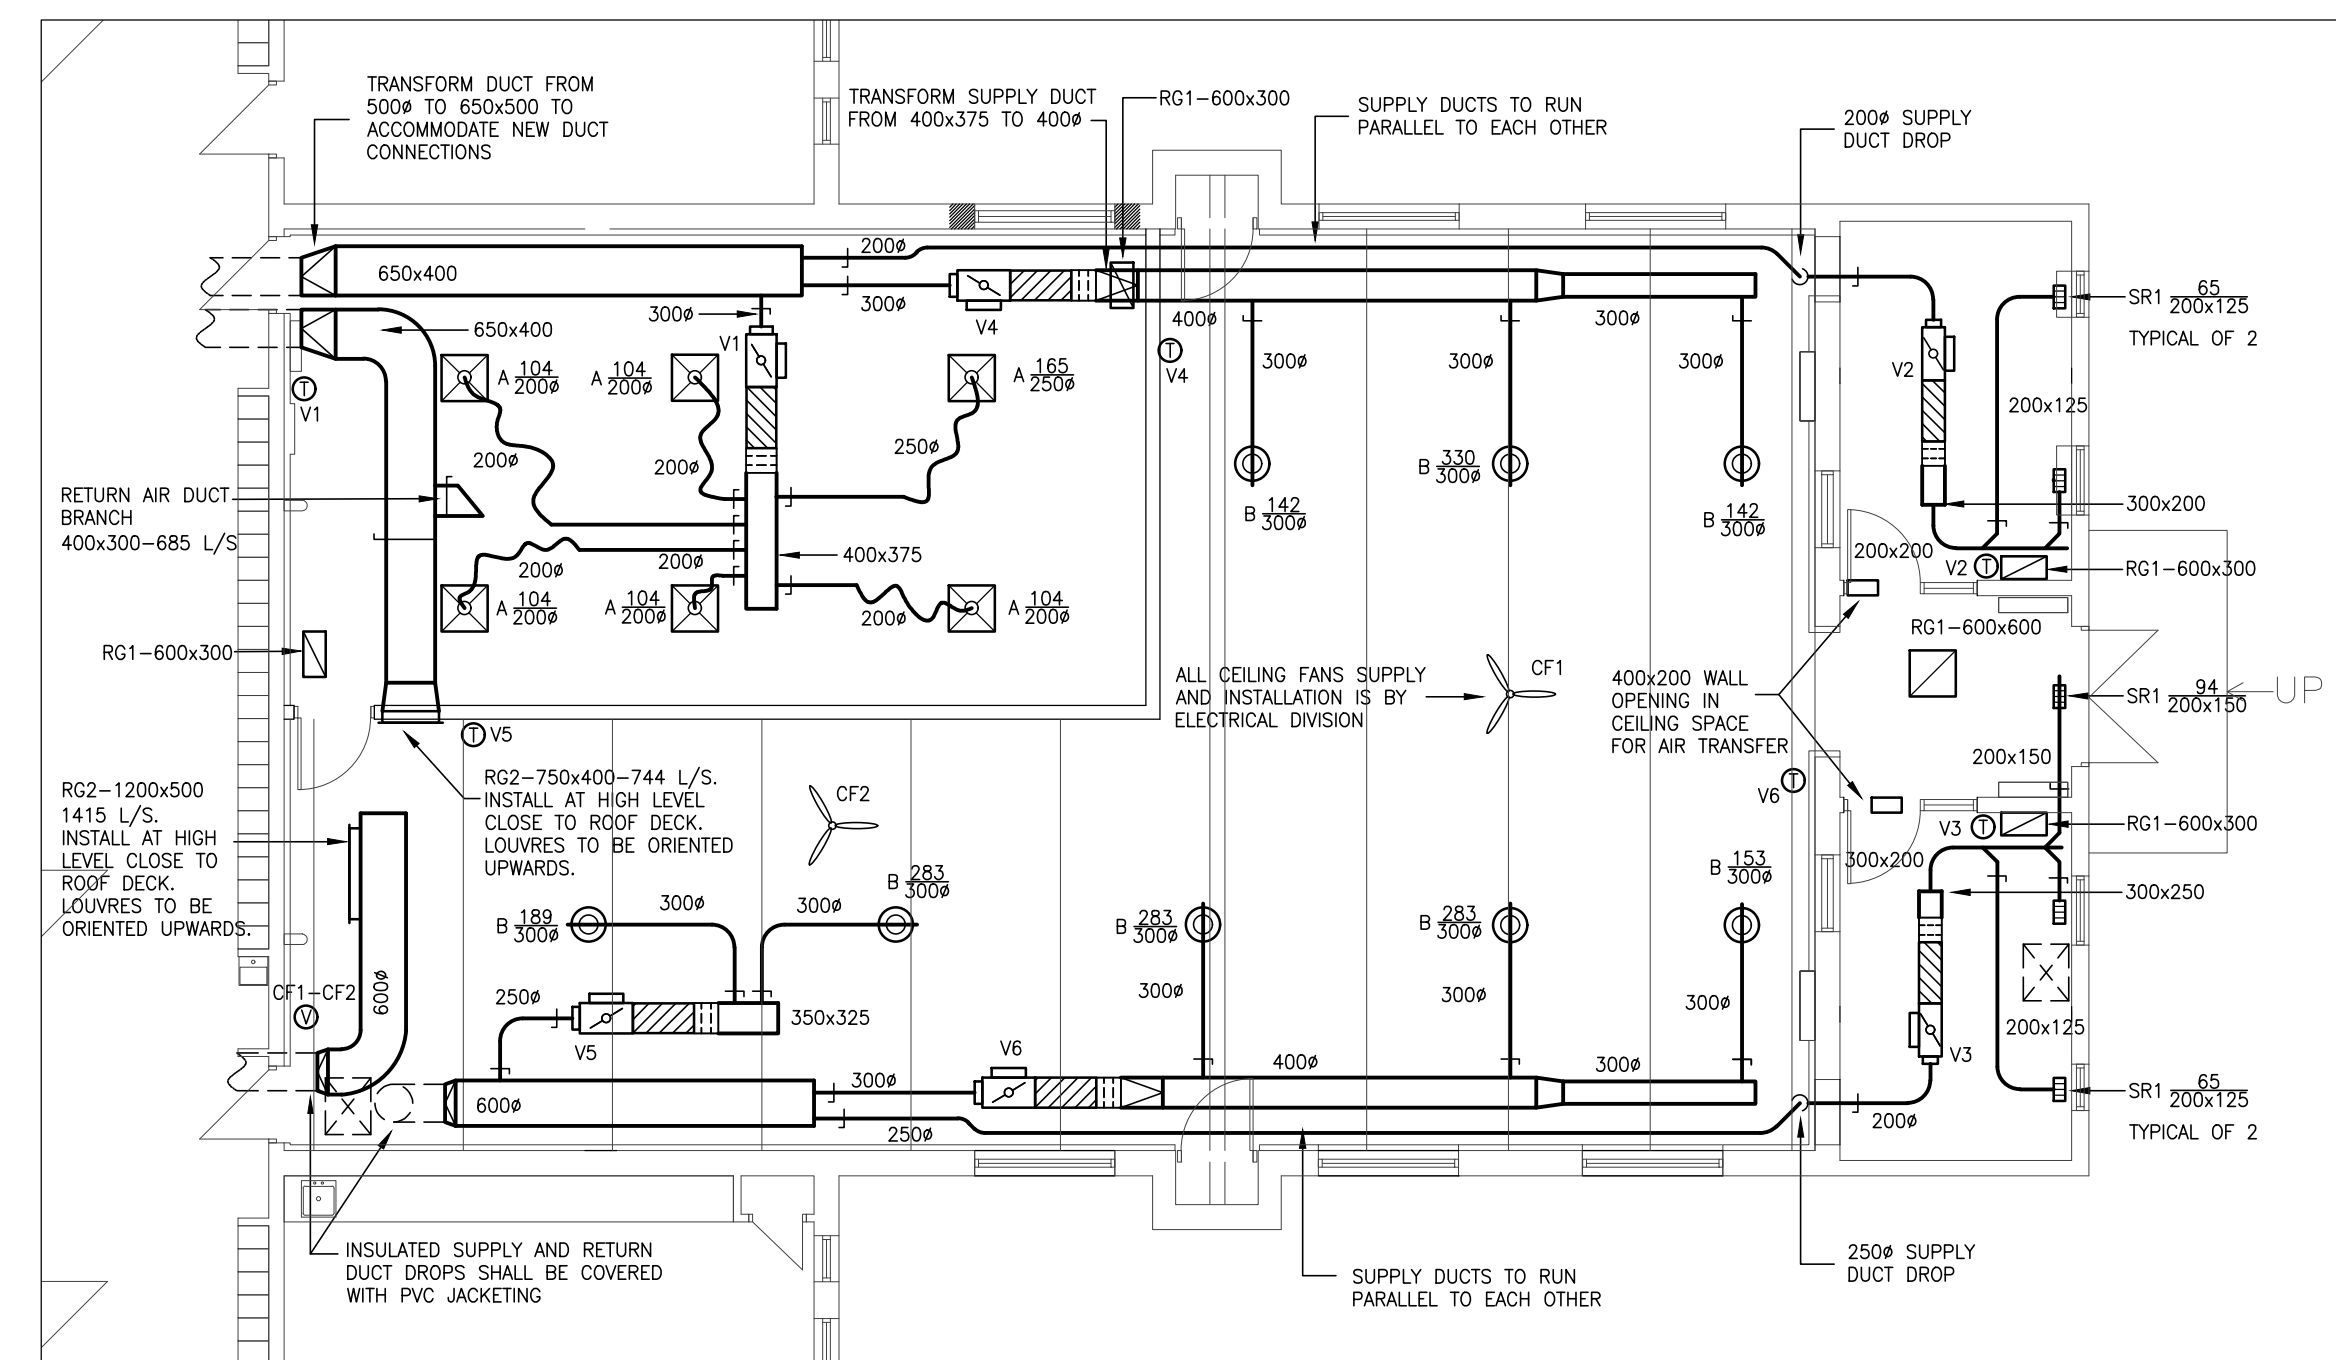 TRANSFORM DUCT FROM
500ø TO 650x500 TO
ACCOMMODATE NEW DUCT
CONNECTIONS
TRANSFORM SUPPLY DUCT
FROM 400x375 TO 400ø
RG1-600x300
SUPPLY DUCTS TO RUN
PARALLEL TO EACH OTHER
200ø SUPPLY
DUCT DROP
650x400
200ø
300ø
V4
400ø
300ø
SR1 65
200x125
TYPICAL OF 2
650x400
300ø
V1
T
V1
A 104
200ø
A 104
200ø
A 165
250ø
T
V4
300ø
300ø
300ø
V2
200x125
200ø
200ø
250ø
B 330
300ø
B 142
300ø
B 142
300ø
RETURN AIR DUCT
BRANCH
400x300-685 L/S
300x200
200ø
200ø
400x375
200x200
V2 T
RG1-600x300
A 104
200ø
A 104
200ø
200ø
A 104
200ø
RG1-600x300
RG1-600x600
ALL CEILING FANS SUPPLY
AND INSTALLATION IS BY
ELECTRICAL DIVISION
CF1
400x200 WALL
OPENING IN
CEILING SPACE
FOR AIR TRANSFER
SR1 94
200x150
UP
T V5
200x150
RG2-1200x500
1415 L/S.
INSTALL AT HIGH
LEVEL CLOSE TO
ROOF DECK.
LOUVRES TO BE
ORIENTED UPWARDS.
RG2-750x400-744 L/S.
INSTALL AT HIGH LEVEL
CLOSE TO ROOF DECK.
LOUVRES TO BE ORIENTED
UPWARDS.
CF2
T
V6
V3 T
RG1-600x300
300x200
300x250
B 283
300ø
B 153
300ø
B 189
300ø
300ø
300ø
B 283
300ø
B 283
300ø
600ø
CF1-CF2
V
250ø
V5
350x325
300ø
300ø
300ø
200x125
V3
V6
400ø
300ø
300ø
600ø
250ø
200ø
SR1 65
200x125
TYPICAL OF 2
INSULATED SUPPLY AND RETURN
DUCT DROPS SHALL BE COVERED
WITH PVC JACKETING
SUPPLY DUCTS TO RUN
PARALLEL TO EACH OTHER
250ø SUPPLY
DUCT DROP